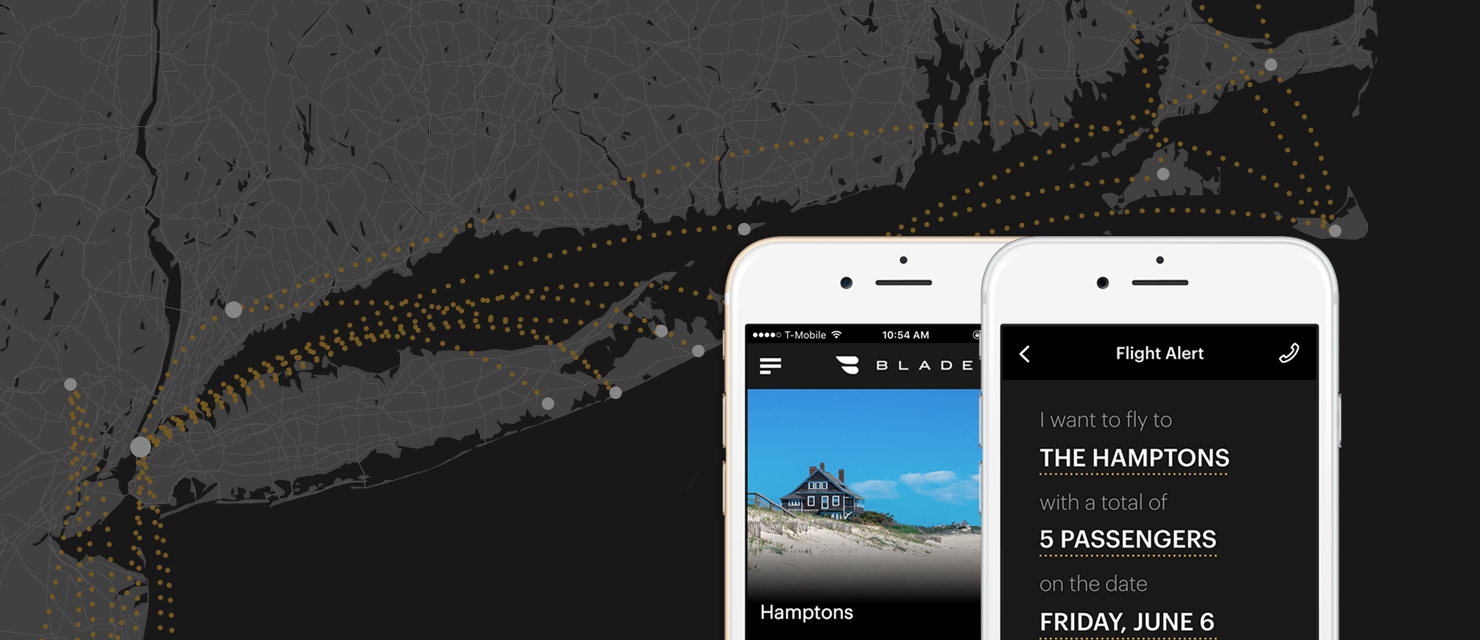 T-Mobile
10:54 AM
BLADE
Hamptons
Flight Alert
I want to fly to
THE HAMPTONS
with a total of
5 PASSENGERS
on the date
FRIDAY, JUNE 6